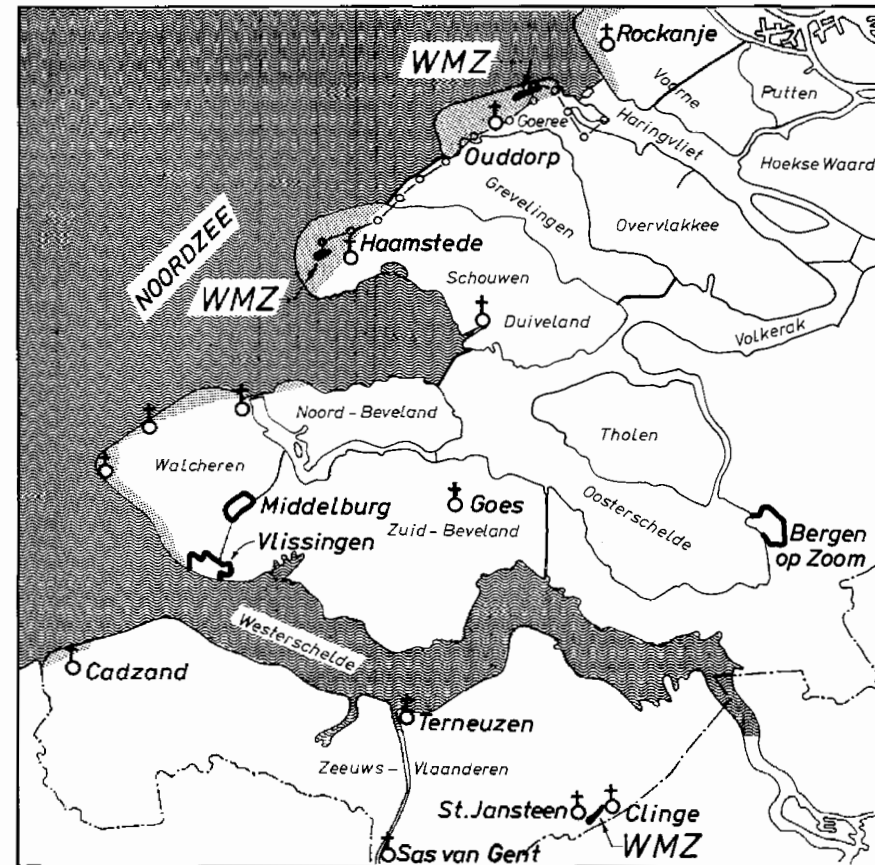 Rockanje
WMZ
Voorne
Putten
Goeree
Haringvliet
Hoekse Waard
Ouddorp
Grevelingen
Overvlakkee
NOORDZEE
Haamstede
WMZ
Schouwen
Duiveland
Volkerak
Noord-Beveland
Tholen
Walcheren
Middelburg
Goes
Oosterschelde
Zuid-Beveland
Vlissingen
Bergen
op Zoom
Westerschelde
Cadzand
Terneuzen
Zeeuws-Vlaanderen
St.Jansteen
Clinge
WMZ
Sas van Gent